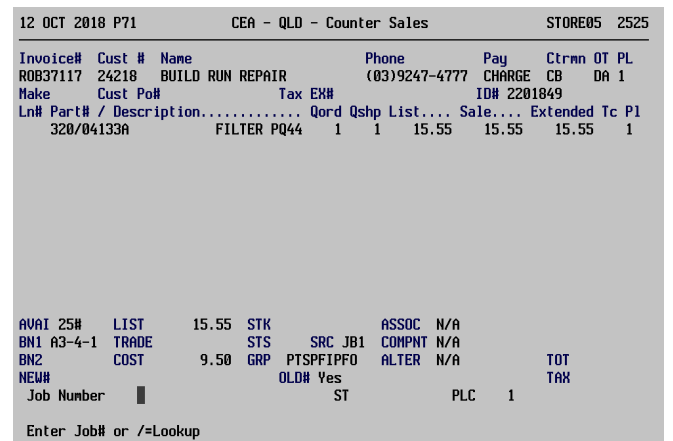 12 OCT 2018 P71 CEA - QLD - Counter Sales STORE05 2525
Invoice# Cust # Name Phone Pay Ctrmn OT PL
ROB37117 24218 BUILD RUN REPAIR (03)9247-4777 CHARGE CB DA 1
Make Cust Po# Tax EX# ID# 2201849
Ln# Part# / Description............. Qord Qshp List.... Sale.... Extended Tc Pl
320/04133A FILTER PQ44 1 1 15.55 15.55 15.55 1
AVAI 25# LIST 15.55 STK ASSOC N/A
BN1 A3-4-1 TRADE STS SRC JB1 COMPNT N/A
BN2 COST 9.50 GRP PTSPFIPFO ALTER N/A TOT
NEW# OLD# Yes TAX
Job Number ST PLC 1
Enter Job# or /=Lookup